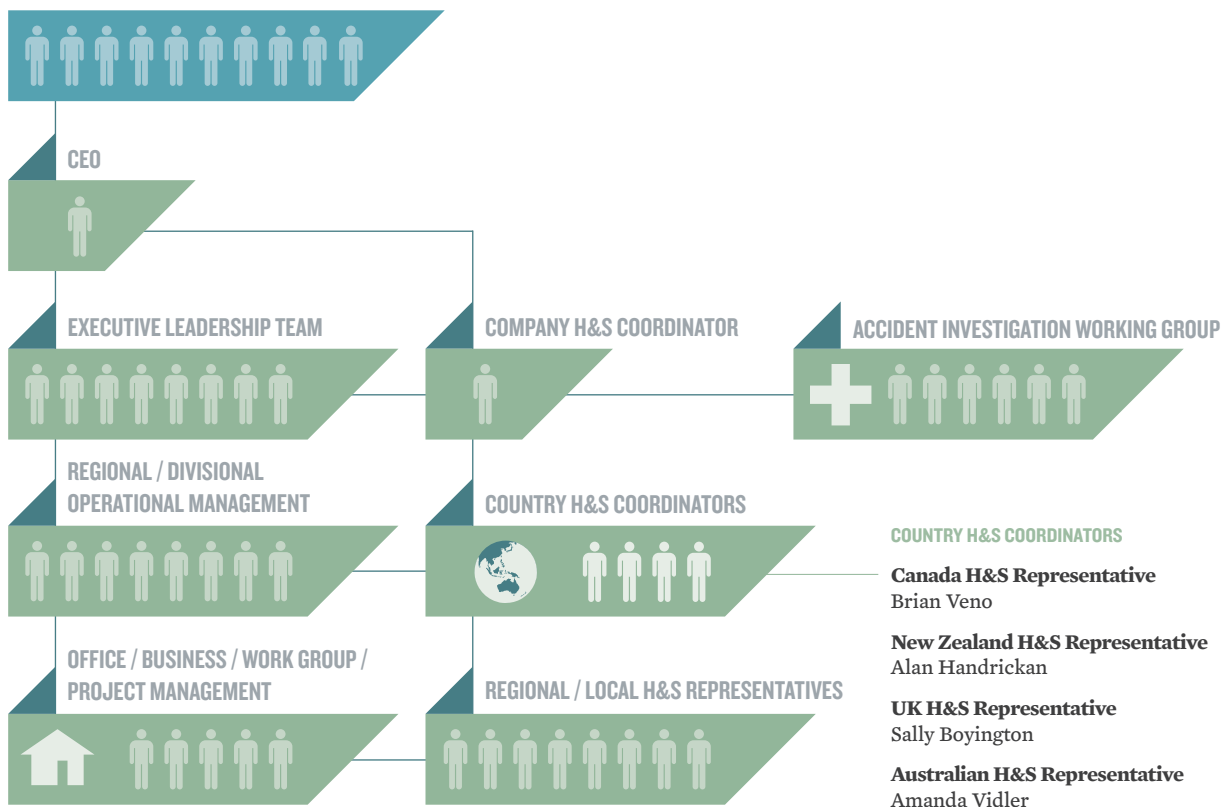 CEO
EXECUTIVE LEADERSHIP TEAM
COMPANY H&S COORDINATOR
ACCIDENT INVESTIGATION WORKING GROUP
REGIONAL / DIVISIONAL
OPERATIONAL MANAGEMENT
COUNTRY H&S COORDINATORS
COUNTRY H&S COORDINATORS
Canada H&S Representative
Brian Veno
New Zealand H&S Representative
Alan Handrickan
UK H&S Representative
Sally Boyington
Australian H&S Representative
Amanda Vidler
OFFICE / BUSINESS / WORK GROUP /
PROJECT MANAGEMENT
REGIONAL / LOCAL H&S REPRESENTATIVES